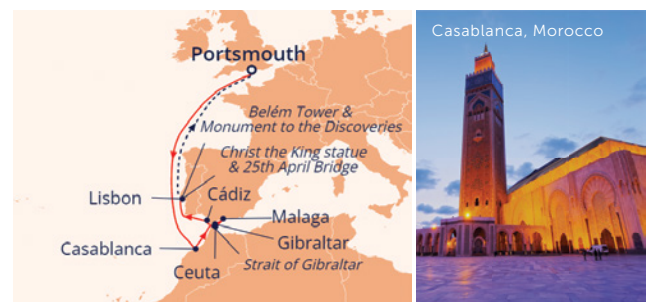 Portsmouth
Belém Tower &
Monument to the Discoveries
Christ the King statue
& 25th April Bridge
Lisbon
Cádiz
Malaga
Casablanca
Gibraltar
Ceuta
Strait of Gibraltar
Casablanca, Morocco